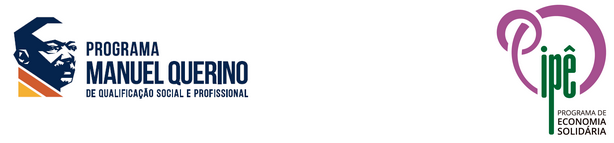 PROGRAMA
MANUEL QUERINO
DE QUALIFICAÇÃO SOCIAL E PROFISSIONAL
ipê
PROGRAMA DE
ECONOMIA
SOLIDÁRIA